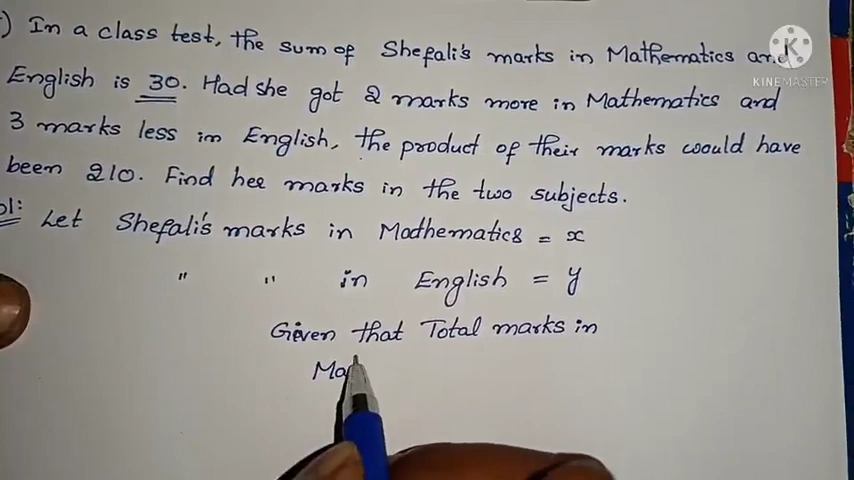 ) In a class test, the sum of Shefali's marks in Mathematics and
English is 30. Had she got 2 marks more in Mathematics and
3 marks less in English, the product of their marks would have
been 210. Find her marks in the two subjects.
ol: Let Shefali's marks in Mathematics = x
" " in English = y
Given that Total marks in
Ma
K
KINEMASTER